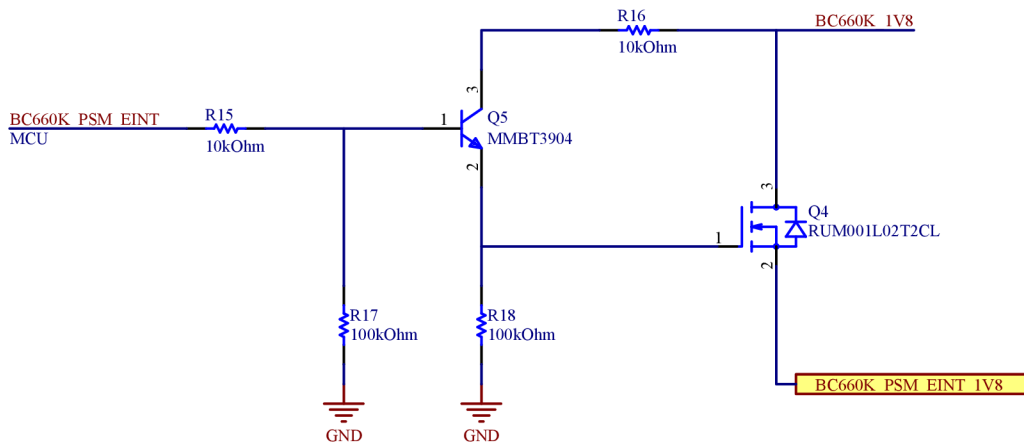 R16
10kOhm
BC660K_1V8
BC660K_PSM_EINT
MCU
R15
10kOhm
1
3
2
Q5
MMBT3904
3
1
2
Q4
RUM001L02T2CL
R17
100kOhm
R18
100kOhm
GND
GND
BC660K_PSM_EINT_1V8